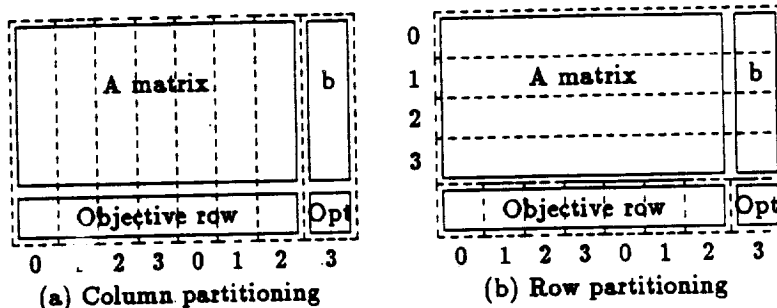 A matrix
b
Objective row
Opt
0 2 3 0 1 2 3
(a) Column partitioning
0
1
2
3
A matrix
b
Objective row
Opt
0 1 2 3 0 1 2 3
(b) Row partitioning